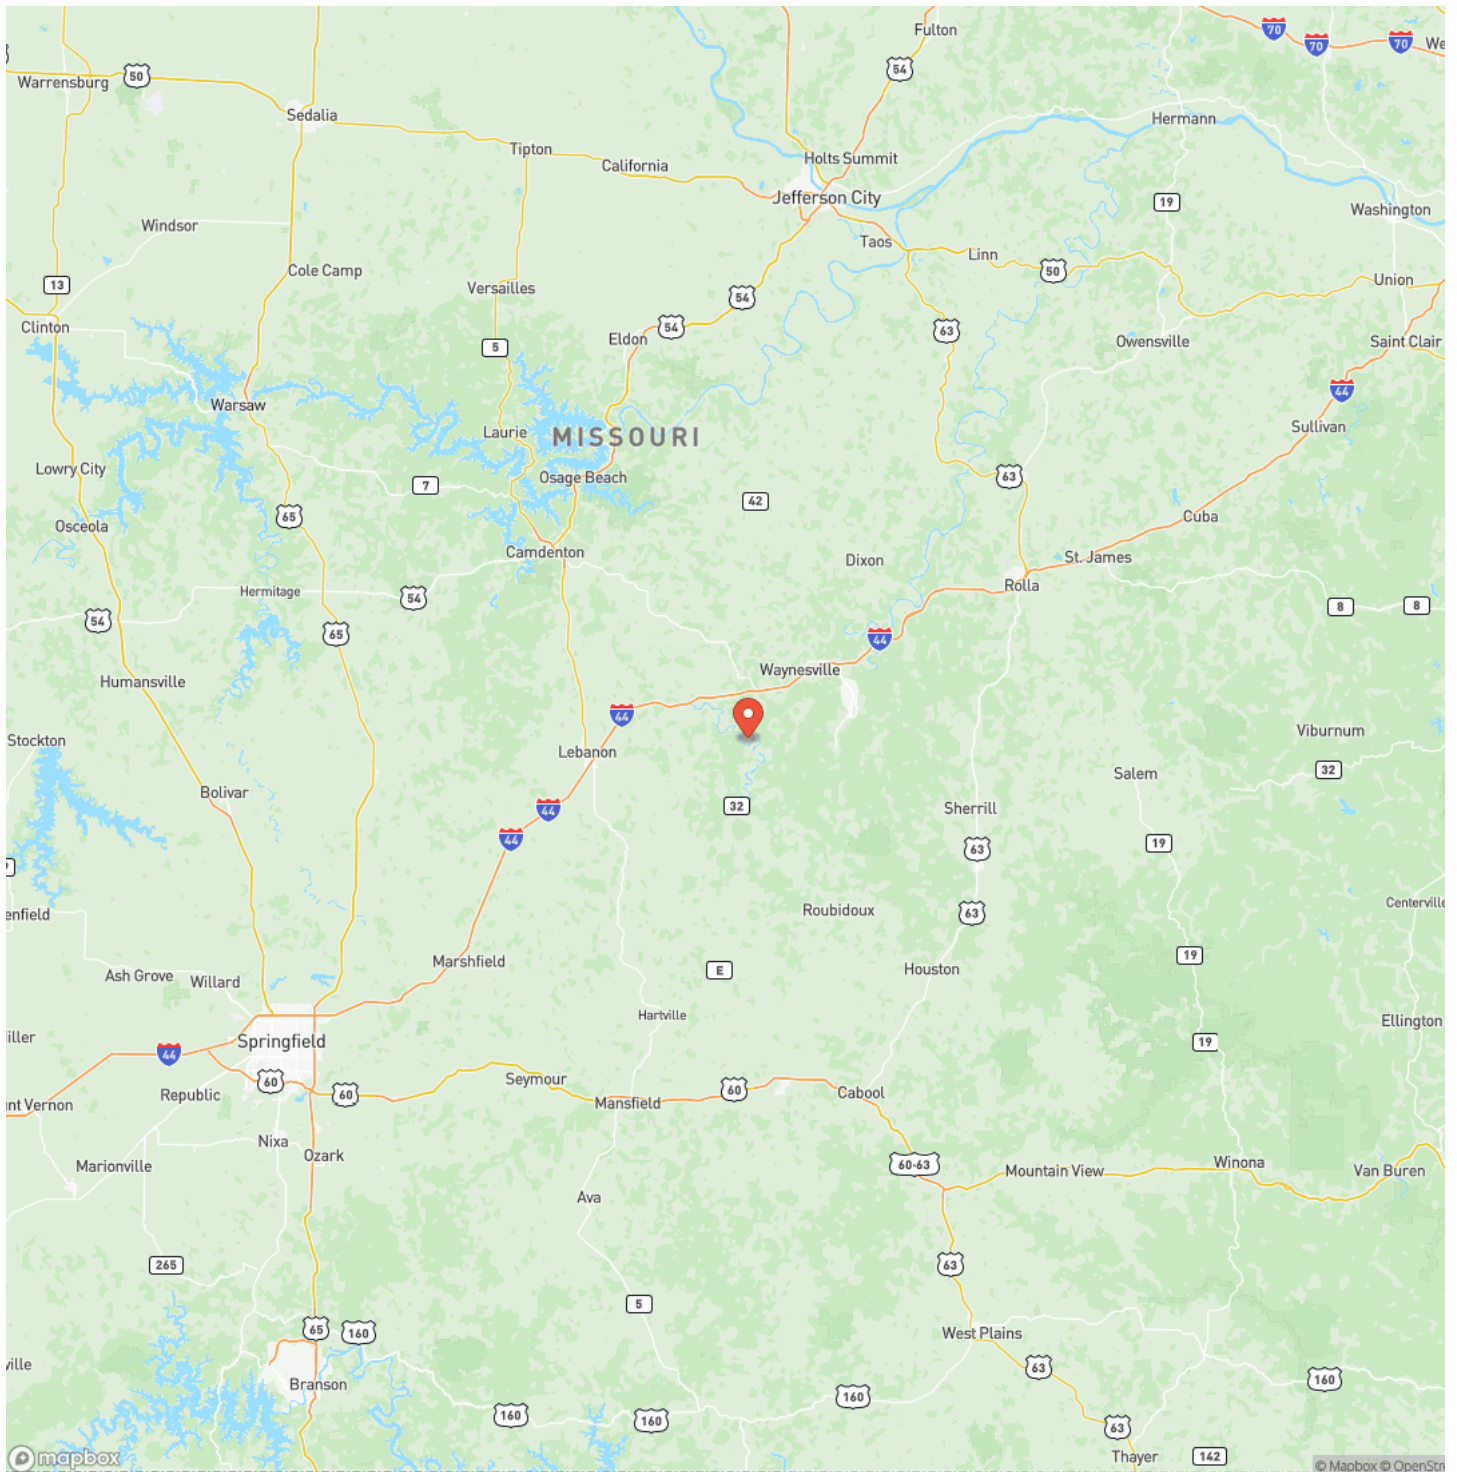 Fulton
70
70
70
We
54
50
Warrensburg
Sedalia
Hermann
Tipton
California
Holts Summit
Jefferson City
19
Washington
Windsor
Taos
Linn
Cole Camp
50
Union
13
Versailles
54
Clinton
54
63
Eldon
Owensville
Saint Clair
5
44
Warsaw
Laurie
MISSOURI
Sullivan
Lowry City
Osage Beach
63
7
42
65
Cuba
Osceola
Camdenton
Dixon
St. James
Rolla
Hermitage
54
8
8
54
65
44
Waynesville
Humansville
44
Viburnum
Stockton
Lebanon
32
Salem
Bolivar
32
Sherrill
44
44
63
19
Centerville
enfield
Roubidoux
63
Marshfield
Ash Grove
Willard
E
Houston
19
Hartville
Ellington
iller
Springfield
44
19
60
Seymour
60
Republic
60
Cabool
nt Vernon
Mansfield
Nixa
Ozark
Marionville
60-63
Mountain View
Winona
Van Buren
Ava
265
63
5
65
160
West Plains
ville
63
Branson
160
160
160
160
63
Thayer
142
mapbox
© Mapbox © OpenStr